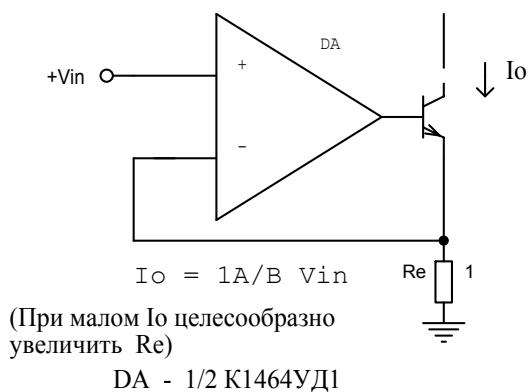 DA
+Vin
+
−
Io
Re
1
Io = 1A/B Vin
(При малом Io целесообразно
увеличить Re)
DA - 1/2 К1464УД1